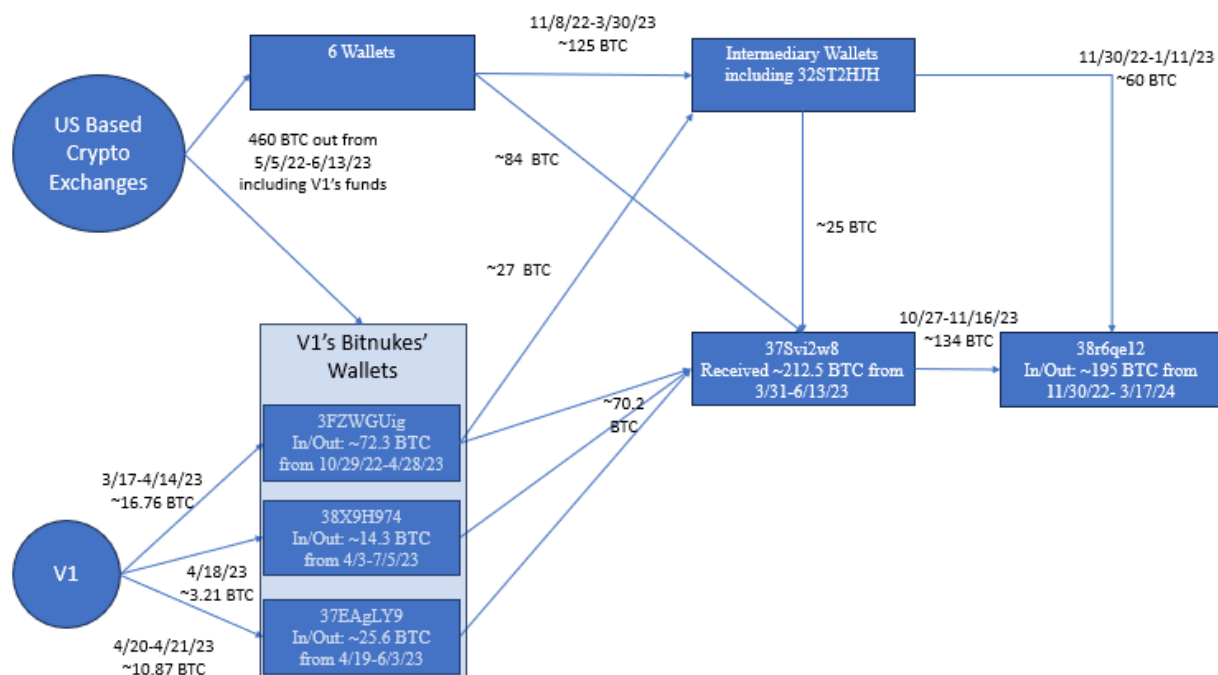 11/8/22-3/30/23
~125 BTC
6 Wallets
Intermediary Wallets
including 32ST2HJH
11/30/22-1/11/23
~60 BTC
US Based
Crypto
Exchanges
460 BTC out from
5/5/22-6/13/23
including V1's funds
~84 BTC
~25 BTC
~27 BTC
V1's Bitnukes'
Wallets
10/27-11/16/23
~134 BTC
37Svi2w8
Received ~212.5 BTC from
3/31-6/13/23
38r6qe12
In/Out: ~195 BTC from
11/30/22- 3/17/24
~70.2
BTC
3FZWGUig
In/Out: ~72.3 BTC
from 10/29/22-4/28/23
3/17-4/14/23
~16.76 BTC
38X9H974
In/Out: ~14.3 BTC
from 4/3-7/5/23
V1
4/18/23
~3.21 BTC
37EAgLY9
In/Out: ~25.6 BTC
from 4/19-6/3/23
4/20-4/21/23
~10.87 BTC